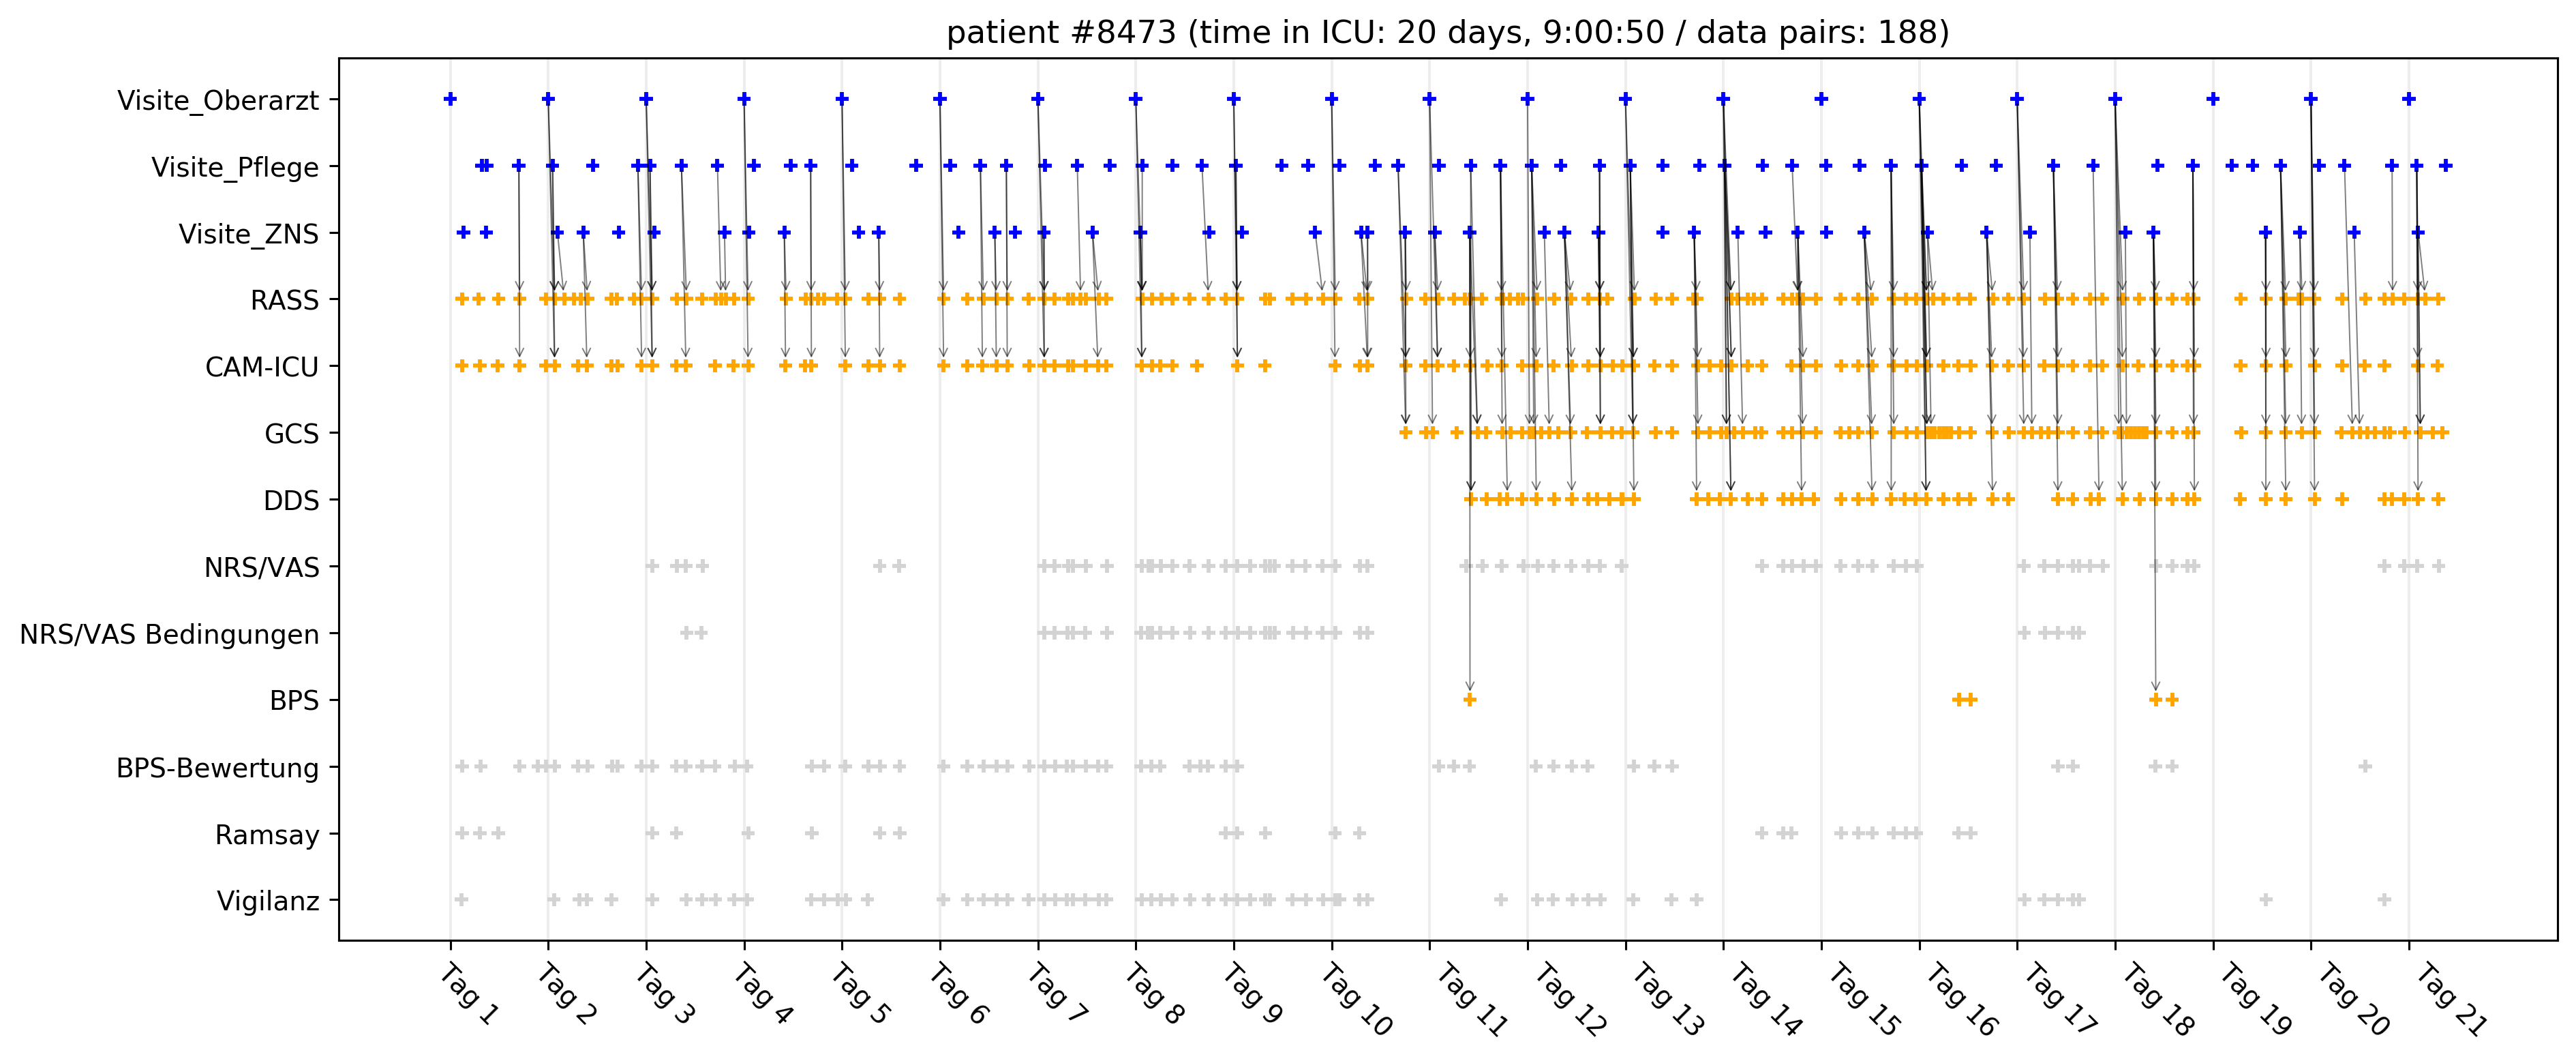 patient #8473 (time in ICU: 20 days, 9:00:50 / data pairs: 188)
Visite_Oberarzt
Visite_Pflege
Visite_ZNS
RASS
CAM-ICU
GCS
DDS
NRS/VAS
NRS/VAS Bedingungen
BPS
BPS-Bewertung
Ramsay
Vigilanz
Tag 1
Tag 2
Tag 3
Tag 4
Tag 5
Tag 6
Tag 7
Tag 8
Tag 9
Tag 10
Tag 11
Tag 12
Tag 13
Tag 14
Tag 15
Tag 16
Tag 17
Tag 18
Tag 19
Tag 20
Tag 21